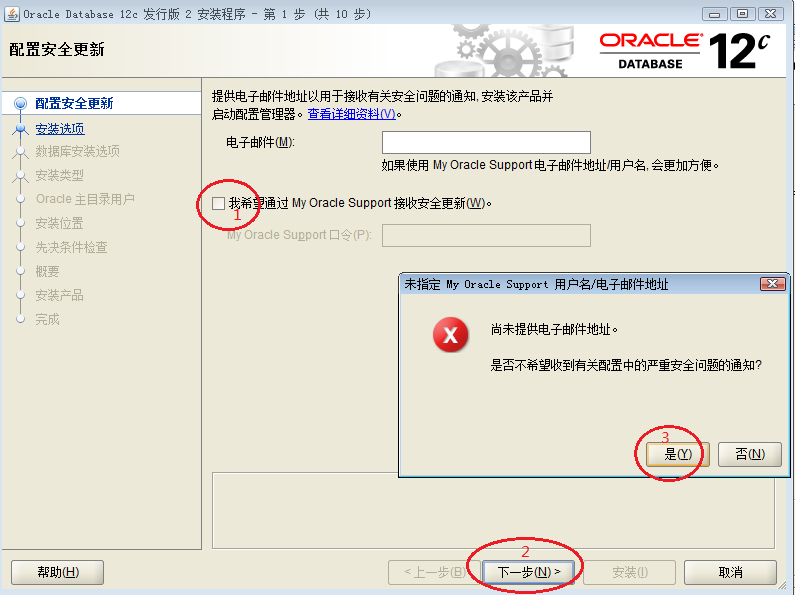 Oracle Database 12c 发行版 2 安装程序 - 第 1 步 (共 10 步)
配置安全更新
ORACLE®
DATABASE
12c
配置安全更新
安装选项
数据库安装选项
安装类型
Oracle 主目录用户
安装位置
先决条件检查
概要
安装产品
完成
提供电子邮件地址以用于接收有关安全问题的通知, 安装该产品并
启动配置管理器。查看详细资料(V)。
电子邮件(M):
如果使用 My Oracle Support 电子邮件地址/用户名, 会更加方便。
我希望通过 My Oracle Support 接收安全更新(W)。
1
My Oracle Support 口令(P):
未指定 My Oracle Support 用户名/电子邮件地址
X
尚未提供电子邮件地址。
是否不希望收到有关配置中的严重安全问题的通知?
3
是(Y)
否(N)
2
帮助(H)
< 上一步(B)
下一步(N) >
安装(I)
取消